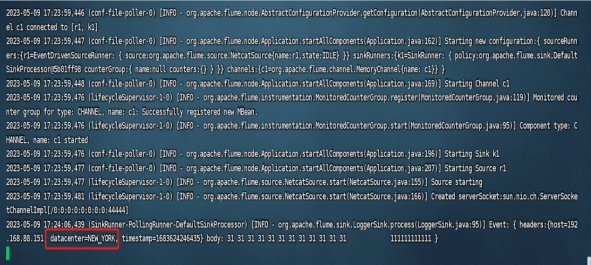 2023-05-09 17:23:59,446 (conf-file-poller-0) [INFO - org.apache.flume.node.AbstractConfigurationProvider.getConfiguration(AbstractConfigurationProvider.java:120)] Chann
el c1 connected to [r1, k1]
2023-05-09 17:23:59,447 (conf-file-poller-0) [INFO - org.apache.flume.node.Application.startAllComponents(Application.java:162)] Starting new configuration:{ sourceRunn
ers:{r1=EventDrivenSourceRunner: { source:org.apache.flume.source.NetcatSource{name:r1,state:IDLE} }} sinkRunners:{k1=SinkRunner: { policy:org.apache.flume.sink.Default
SinkProcessor@5b01ff98 counterGroup:{ name:null counters:{} } }} channels:{c1=org.apache.flume.channel.MemoryChannel{name: c1}} }
2023-05-09 17:23:59,448 (conf-file-poller-0) [INFO - org.apache.flume.node.Application.startAllComponents(Application.java:169)] Starting Channel c1
2023-05-09 17:23:59,476 (lifecycleSupervisor-1-0) [INFO - org.apache.flume.instrumentation.MonitoredCounterGroup.register(MonitoredCounterGroup.java:119)] Monitored cou
nter group for type: CHANNEL, name: c1: Successfully registered new MBean.
2023-05-09 17:23:59,476 (lifecycleSupervisor-1-0) [INFO - org.apache.flume.instrumentation.MonitoredCounterGroup.start(MonitoredCounterGroup.java:95)] Component type: C
HANNEL, name: c1 started
2023-05-09 17:23:59,476 (conf-file-poller-0) [INFO - org.apache.flume.node.Application.startAllComponents(Application.java:196)] Starting Sink k1
2023-05-09 17:23:59,477 (conf-file-poller-0) [INFO - org.apache.flume.node.Application.startAllComponents(Application.java:207)] Starting Source r1
2023-05-09 17:23:59,477 (lifecycleSupervisor-1-0) [INFO - org.apache.flume.source.NetcatSource.start(NetcatSource.java:155)] Source starting
2023-05-09 17:23:59,481 (lifecycleSupervisor-1-0) [INFO - org.apache.flume.source.NetcatSource.start(NetcatSource.java:166)] Created serverSocket:sun.nio.ch.ServerSocke
tChannelImpl[/0:0:0:0:0:0:0:0:44444]
2023-05-09 17:24:06,439 (SinkRunner-PollingRunner-DefaultSinkProcessor) [INFO - org.apache.flume.sink.LoggerSink.process(LoggerSink.java:95)] Event: { headers:{host=192
.168.88.151, datacenter=NEW_YORK, timestamp=1683624246435} body: 31 31 31 31 31 31 31 31 31 31 31 31 111111111111 }